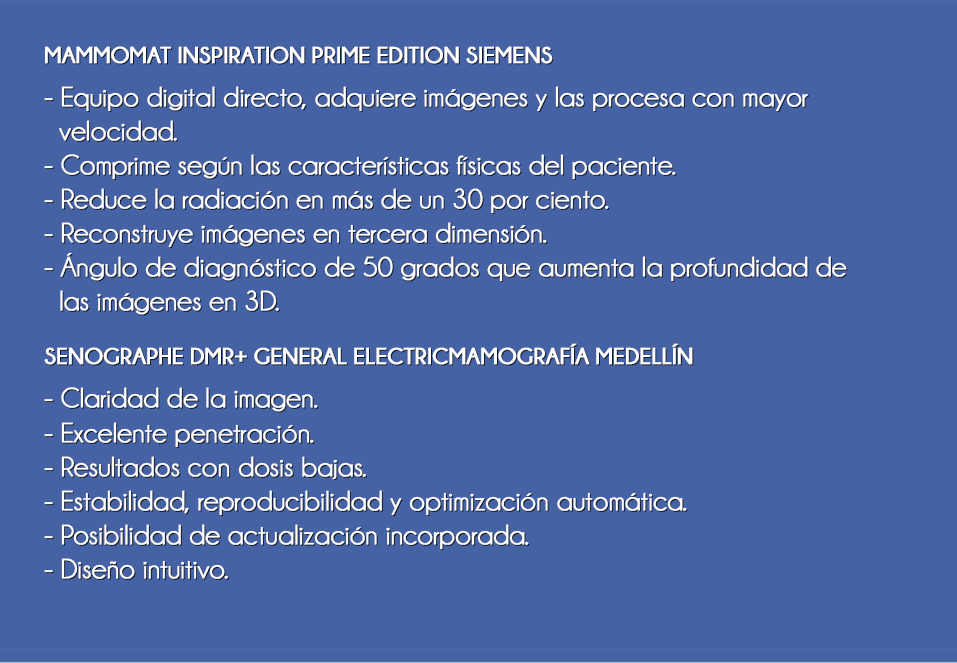 MAMMOMAT INSPIRATION PRIME EDITION SIEMENS
- Equipo digital directo, adquiere imágenes y las procesa con mayor
velocidad.
- Comprime según las características físicas del paciente.
- Reduce la radiación en más de un 30 por ciento.
- Reconstruye imágenes en tercera dimensión.
- Ángulo de diagnóstico de 50 grados que aumenta la profundidad de
las imágenes en 3D.
SENOGRAPHE DMR+ GENERAL ELECTRICMAMOGRAFÍA MEDELLÍN
- Claridad de la imagen.
- Excelente penetración.
- Resultados con dosis bajas.
- Estabilidad, reproducibilidad y optimización automática.
- Posibilidad de actualización incorporada.
- Diseño intuitivo.